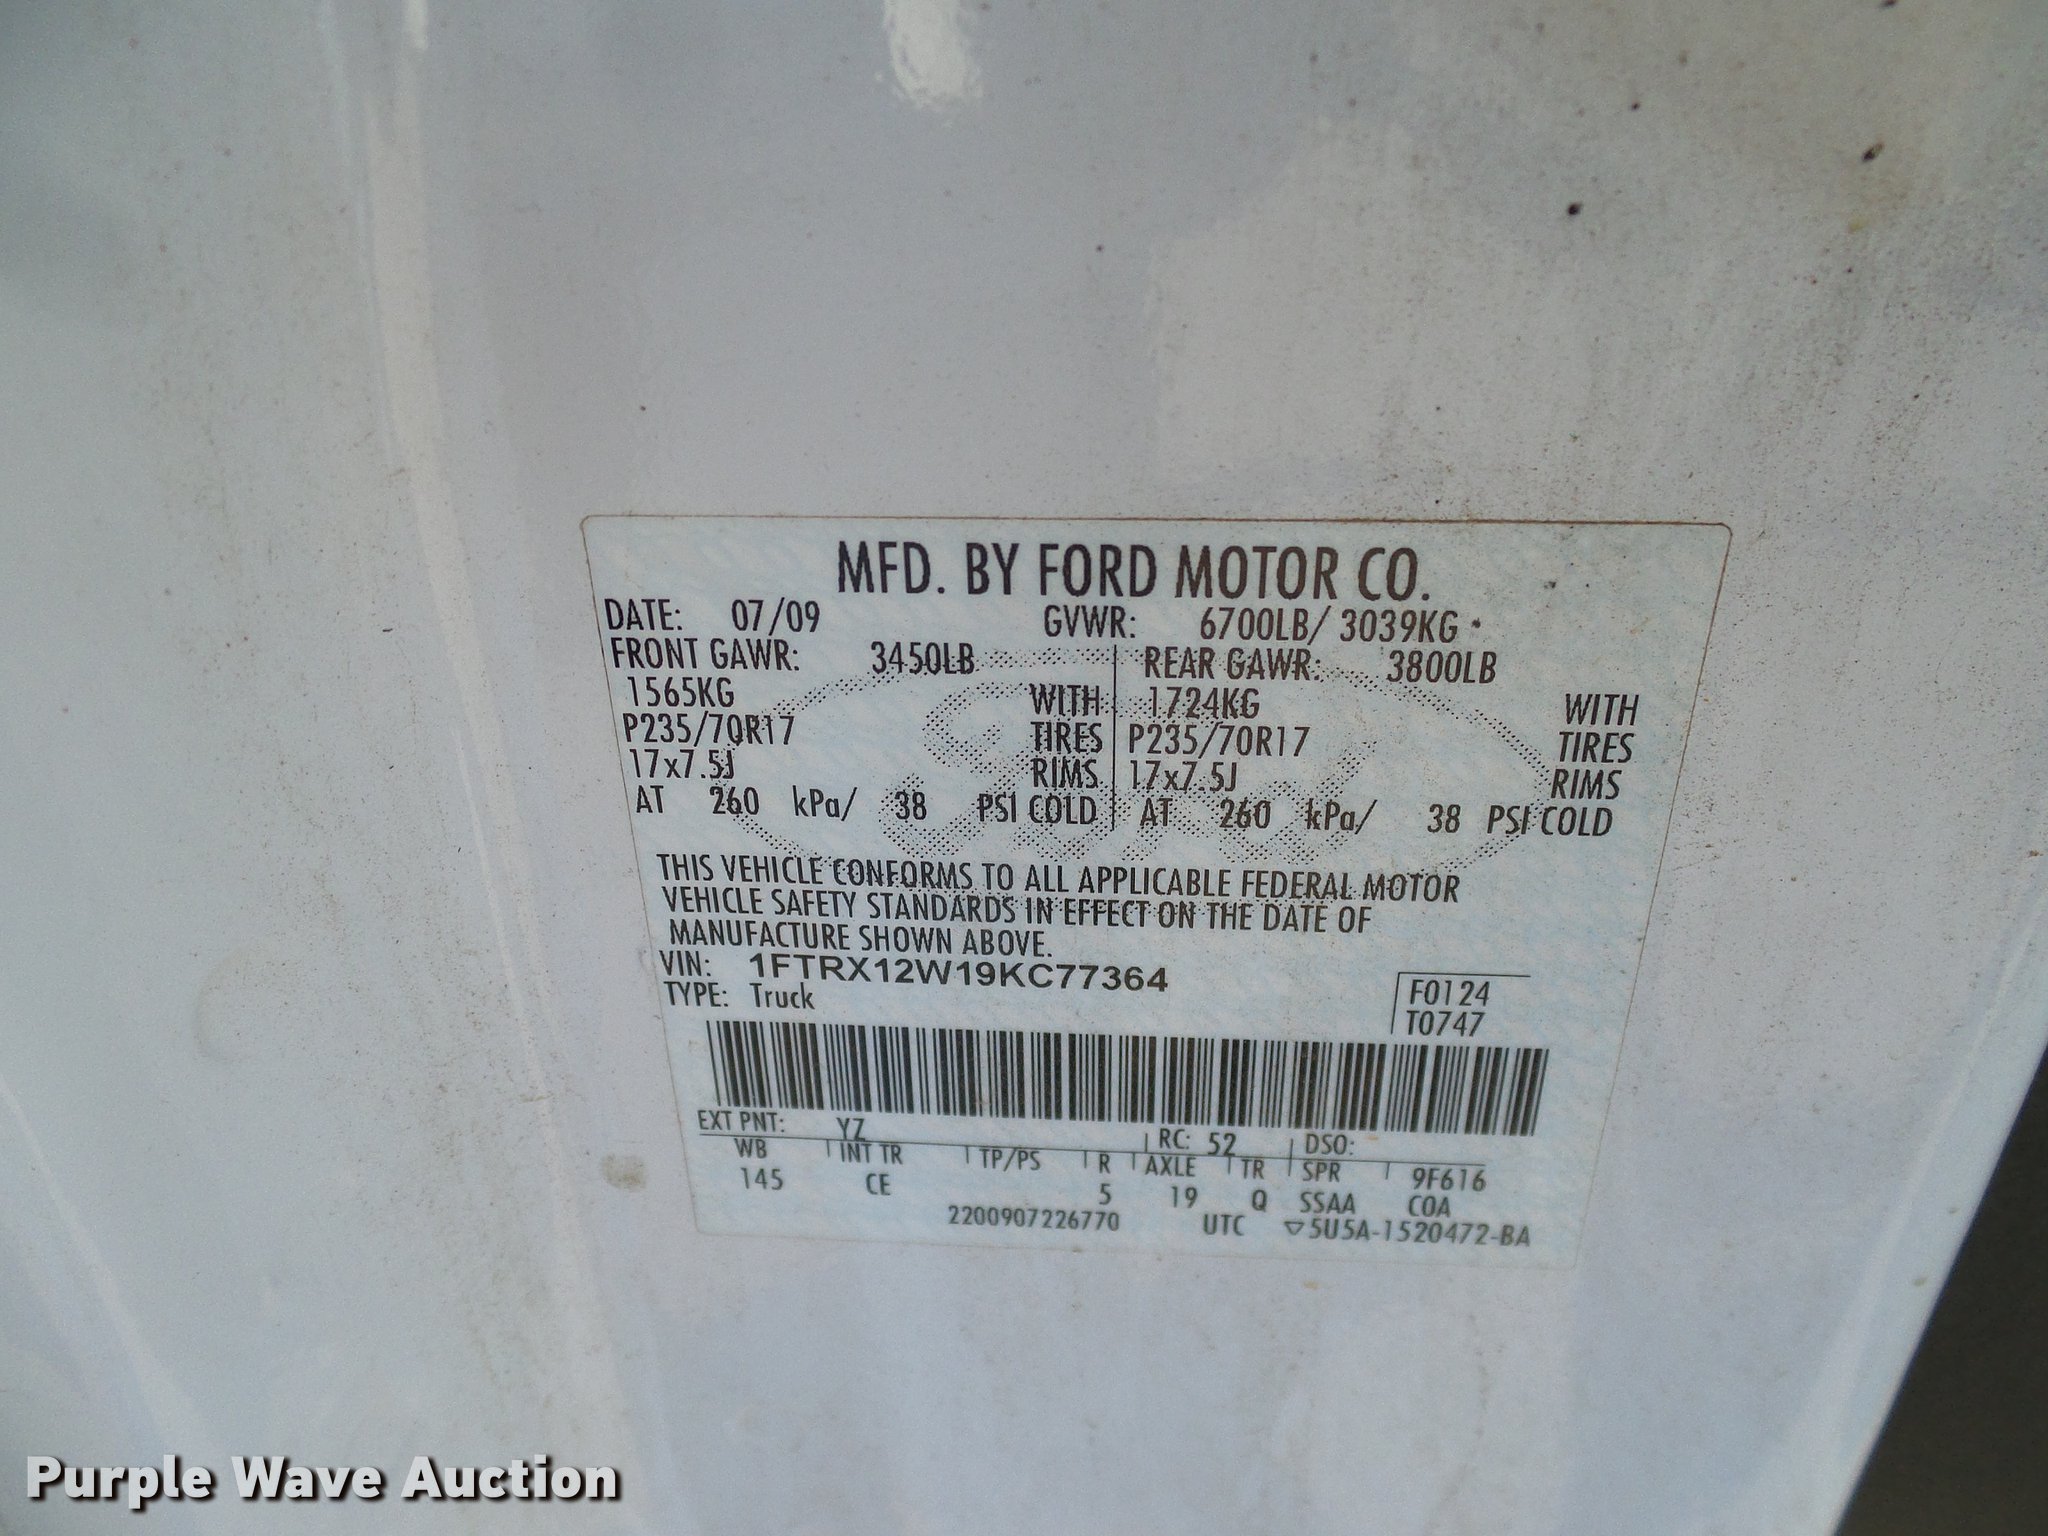 MFD. BY FORD MOTOR CO.
DATE: 07/09 GVWR: 6700LB/ 3039KG
FRONT GAWR: 3450LB REAR GAWR: 3800LB
1565KG WITH 1724KG WITH
P235/70R17 TIRES P235/70R17 TIRES
17x7.5J RIMS 17x7.5J RIMS
AT 260 kPa/ 38 PSI COLD AT 260 kPa/ 38 PSI COLD
THIS VEHICLE CONFORMS TO ALL APPLICABLE FEDERAL MOTOR
VEHICLE SAFETY STANDARDS IN EFFECT ON THE DATE OF
MANUFACTURE SHOWN ABOVE.
VIN: 1FTRX12W19KC77364
TYPE: Truck
F0124
T0747
EXT PNT: YZ RC: 52 DSO:
WB INT TR TP/PS R AXLE TR SPR 9F616
145 CE 5 19 Q SSAA COA
2200907226770 UTC ▽5U5A-1520472-BA
Purple Wave Auction